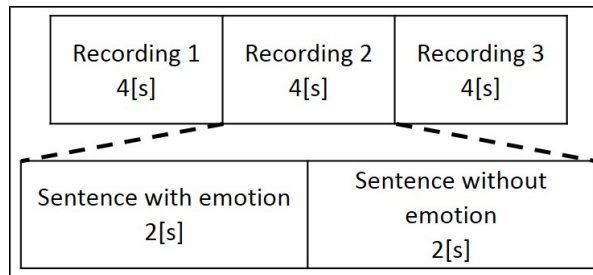 Recording 1
4[s]
Recording 2
4[s]
Recording 3
4[s]
Sentence with emotion
2[s]
Sentence without
emotion
2[s]